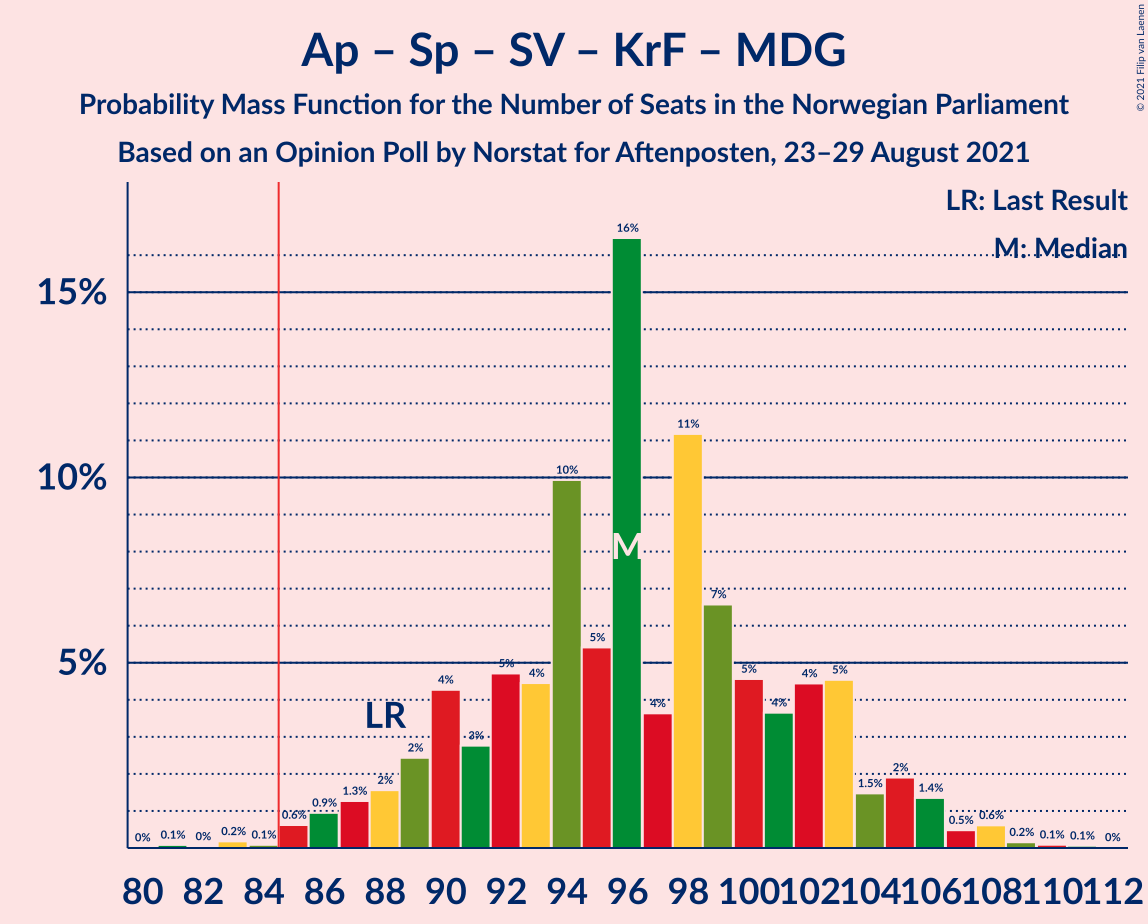 Ap – Sp – SV – KrF – MDG
Probability Mass Function for the Number of Seats in the Norwegian Parliament
Based on an Opinion Poll by Norstat for Aftenposten, 23–29 August 2021
© 2021 Filip van Laenen
LR: Last Result
M: Median
15%
10%
5%
0% 0.1% 0% 0.2% 0.1% 0.6% 0.9% 1.3% 2% 2% 4% 3% 5% 4% 10% 5% 16% 4% 11% 7% 5% 4% 4% 5% 1.5% 2% 1.4% 0.5% 0.6% 0.2% 0.1% 0.1% 0%
LR
M
80 82 84 86 88 90 92 94 96 98 100 102 104 106 108 110 112